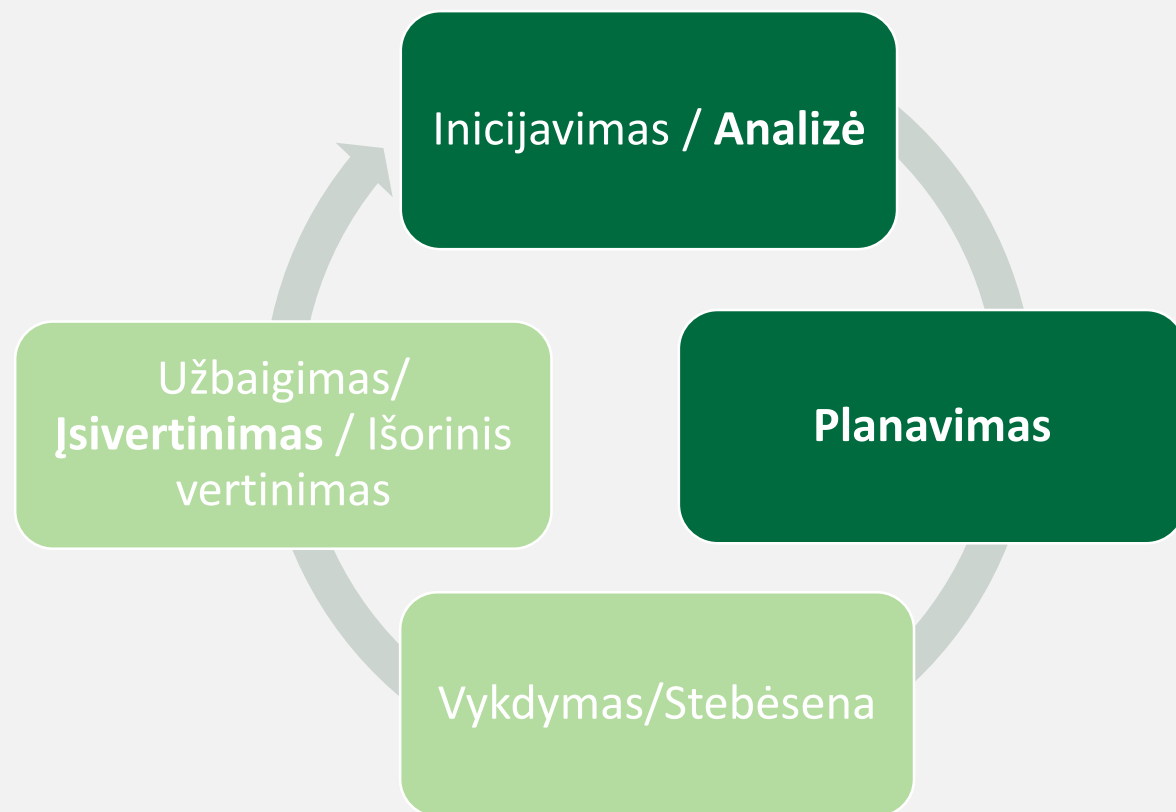 Inicijavimas / Analizė
Planavimas
Vykdymas/Stebėsena
Užbaigimas/
Įsivertinimas / Išorinis
vertinimas